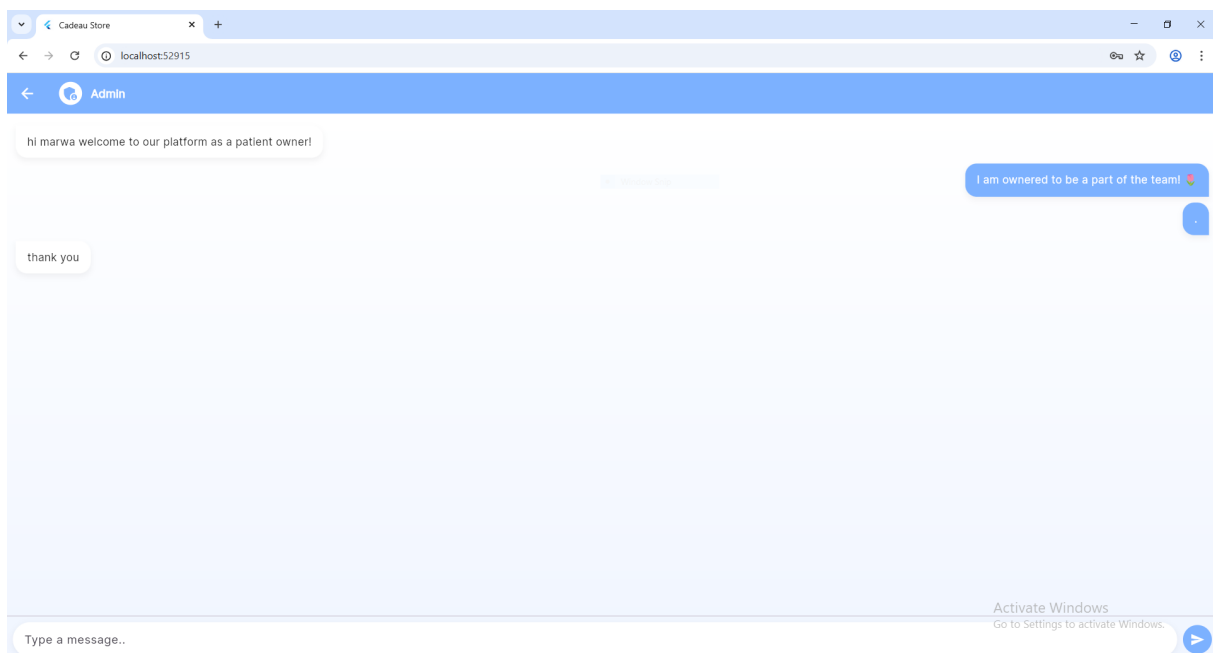 Cadeau Store
localhost:52915
Admin
hi marwa welcome to our platform as a patient owner!
I am ownered to be a part of the team! 🌷
.
thank you
Activate Windows
Go to Settings to activate Windows.
Type a message..